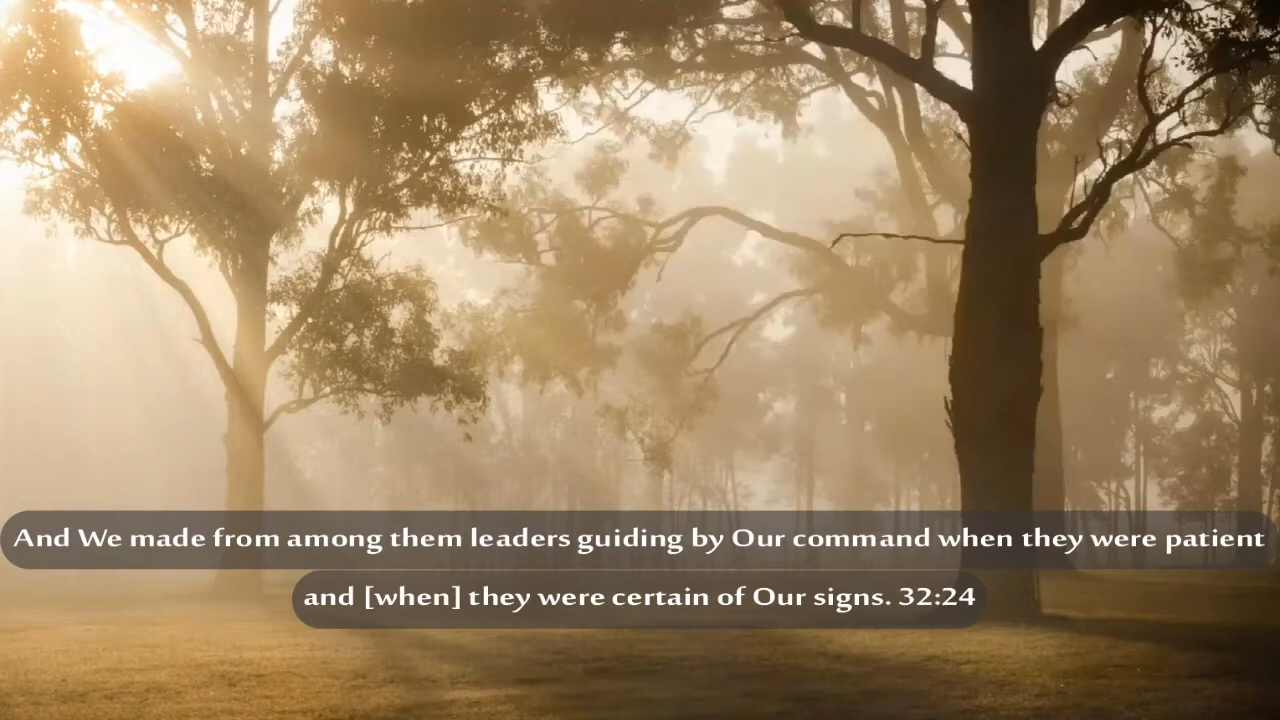 And We made from among them leaders guiding by Our command when they were patient
and [when] they were certain of Our signs. 32:24